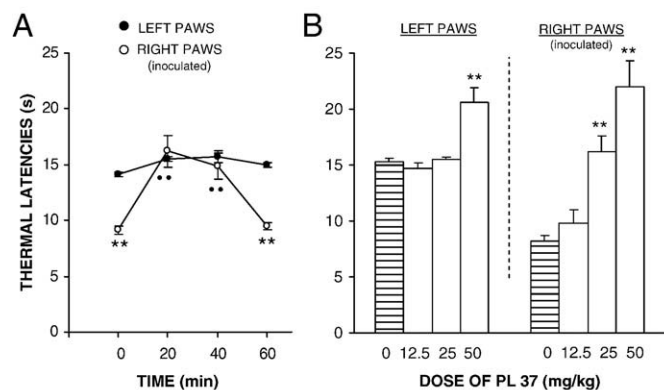 A
● LEFT PAWS
○ RIGHT PAWS
(inoculated)
THERMAL LATENCIES (s)
25
20
15
10
5
0
●●
●●
**
**
0 20 40 60
TIME (min)
B
LEFT PAWS
RIGHT PAWS
(inoculated)
25
20
15
10
5
0
**
**
**
0 12.5 25 50
0 12.5 25 50
DOSE OF PL 37 (mg/kg)